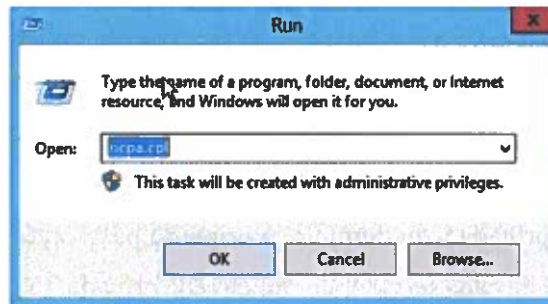 Run
Type the name of a program, folder, document, or Internet
resource, and Windows will open it for you.
Open:
ncpa.cpl
This task will be created with administrative privileges.
OK
Cancel
Browse...